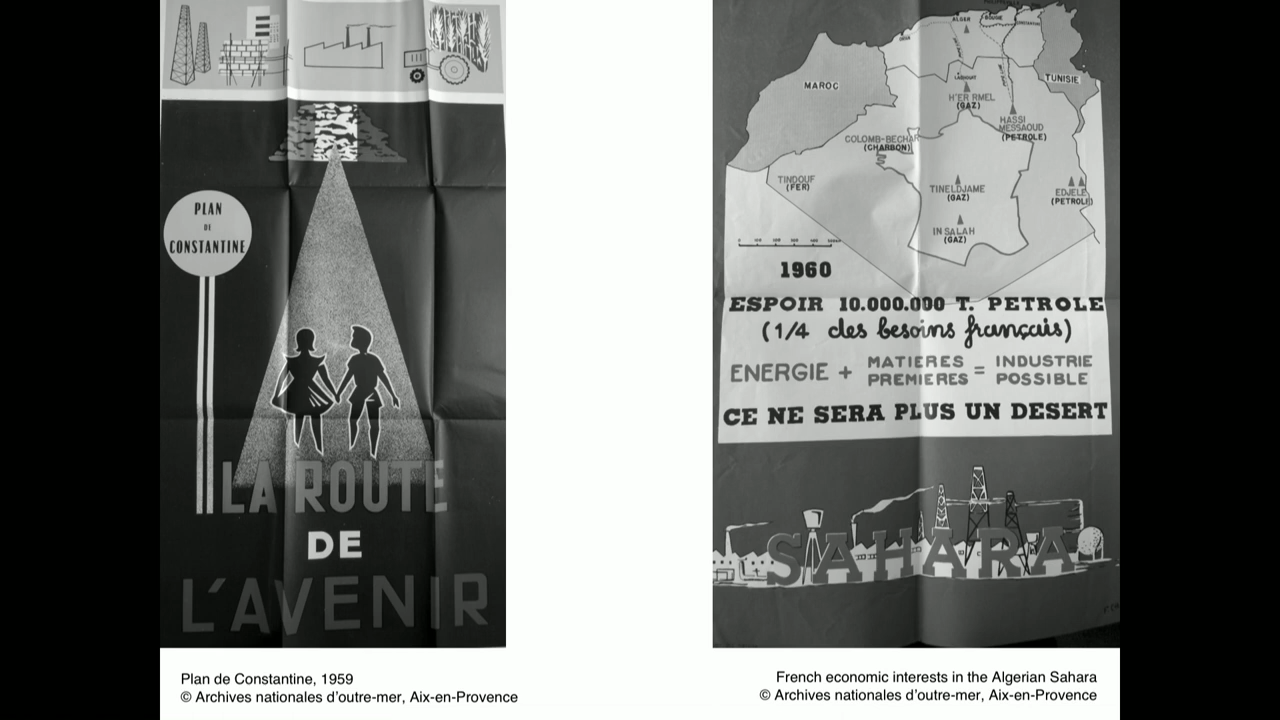 PLAN
DE
CONSTANTINE
LA ROUTE
DE
L'AVENIR
Plan de Constantine, 1959
© Archives nationales d'outre-mer, Aix-en-Provence
ALGER
BOUGIE
CONSTANTINE
ORAN
MAROC
TUNISIE
LAGHOUAT
H'ER RMEL
(GAZ)
HASSI
MESSAOUD
(PETROLE)
COLOMB-BECHAR
(CHARBON)
TINDOUF
(FER)
TINELDJAME
(GAZ)
EDJELE
(PETROLE)
IN SALAH
(GAZ)
1960
ESPOIR 10.000.000 T. PETROLE
(1/4 des besoins français)
ENERGIE + MATIERES PREMIERES = INDUSTRIE POSSIBLE
CE NE SERA PLUS UN DESERT
SAHARA
French economic interests in the Algerian Sahara
© Archives nationales d'outre-mer, Aix-en-Provence